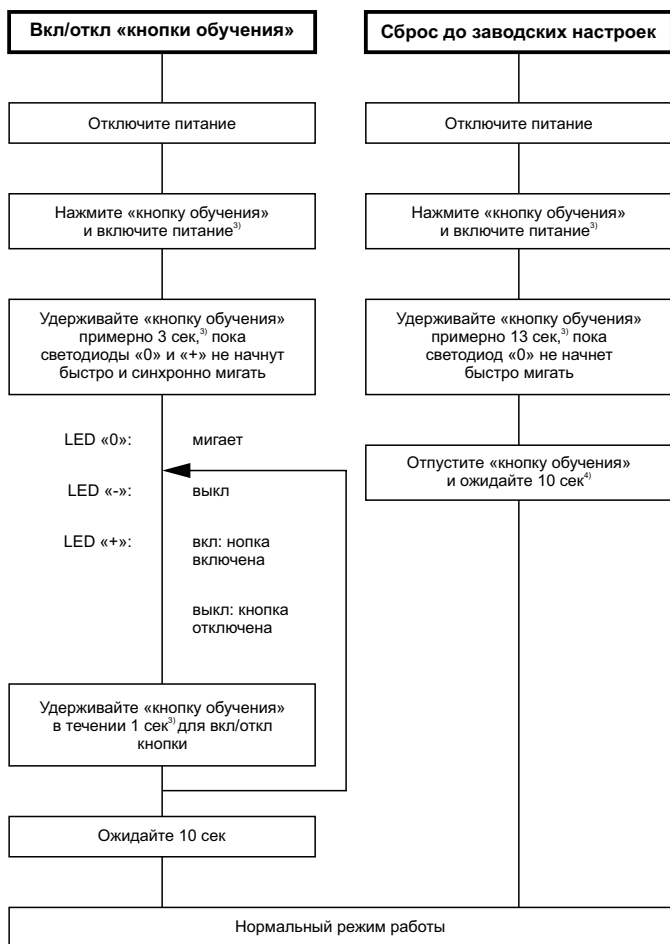 Вкл/откл «кнопки обучения»
Отключите питание
Нажмите «кнопку обучения»
и включите питание3)
Удерживайте «кнопку обучения»
примерно 3 сек,3) пока
светодиоды «0» и «+» не начнут
быстро и синхронно мигать
LED «0»: мигает
LED «-»: выкл
LED «+»: вкл: нопка
включена
выкл: кнопка
отключена
Удерживайте «кнопку обучения»
в течении 1 сек3) для вкл/откл
кнопки
Ожидайте 10 сек
Сброс до заводских настроек
Отключите питание
Нажмите «кнопку обучения»
и включите питание3)
Удерживайте «кнопку обучения»
примерно 13 сек,3) пока
светодиод «0» не начнет
быстро мигать
Отпустите «кнопку обучения»
и ожидайте 10 сек4)
Нормальный режим работы